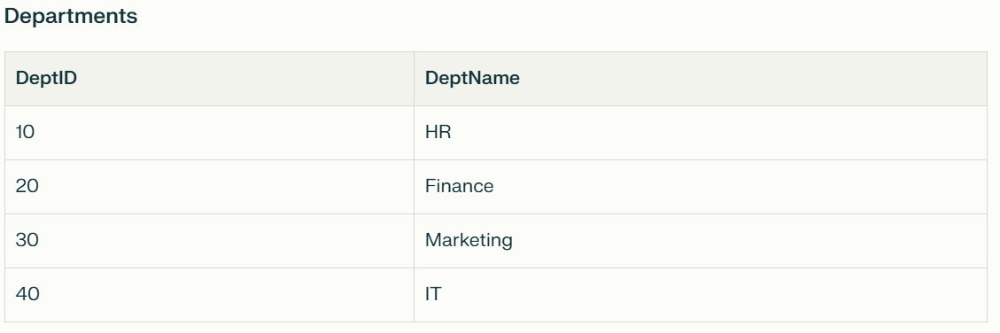 Departments
DeptID DeptName
10 HR
20 Finance
30 Marketing
40 IT